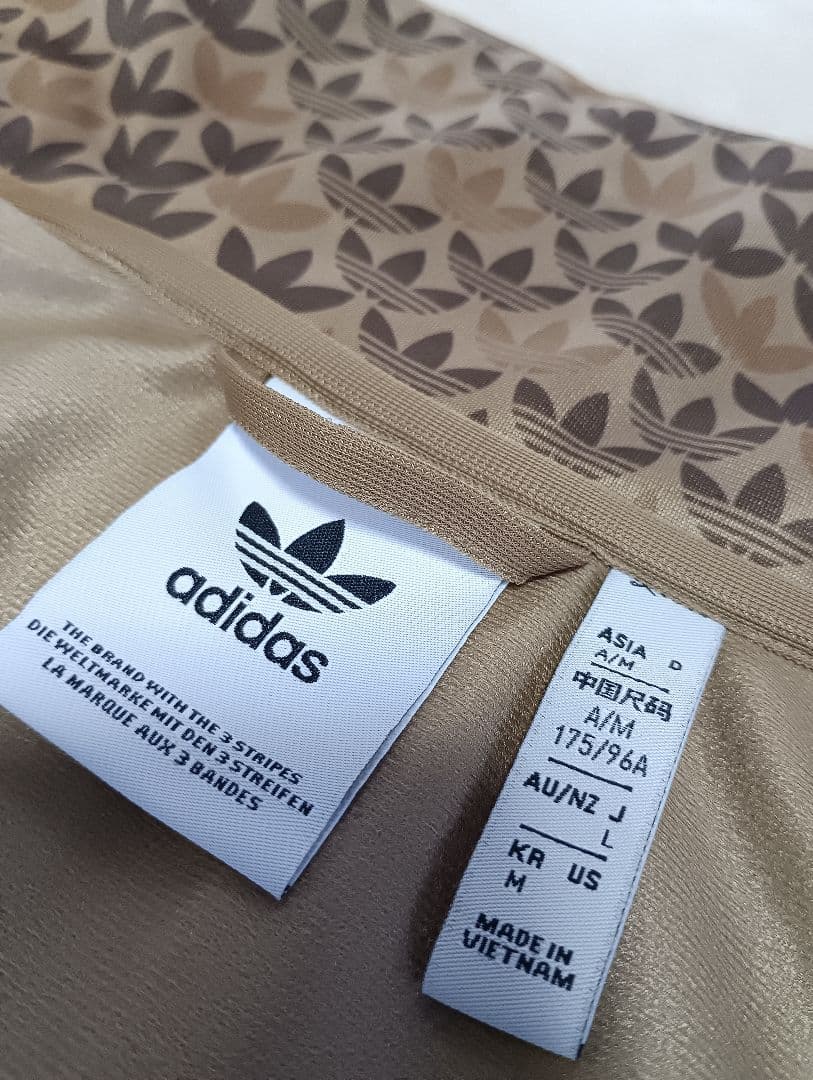 adidas
THE BRAND WITH THE 3 STRIPES
DIE WELTMARKE MIT DEN 3 STREIFEN
LA MARQUE AUX 3 BANDES
ASIA D
A/M
中国尺码
A/M
175/96A
AU/NZ J
L
KR US
M
MADE IN
VIETNAM